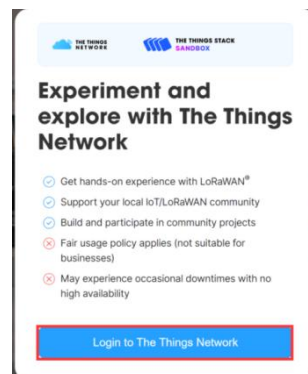 THE THINGS
NETWORK
THE THINGS STACK
SANDBOX
Experiment and
explore with The Things
Network
Get hands-on experience with LoRaWAN®
Support your local IoT/LoRaWAN community
Build and participate in community projects
Fair usage policy applies (not suitable for
businesses)
May experience occasional downtimes with no
high availability
Login to The Things Network